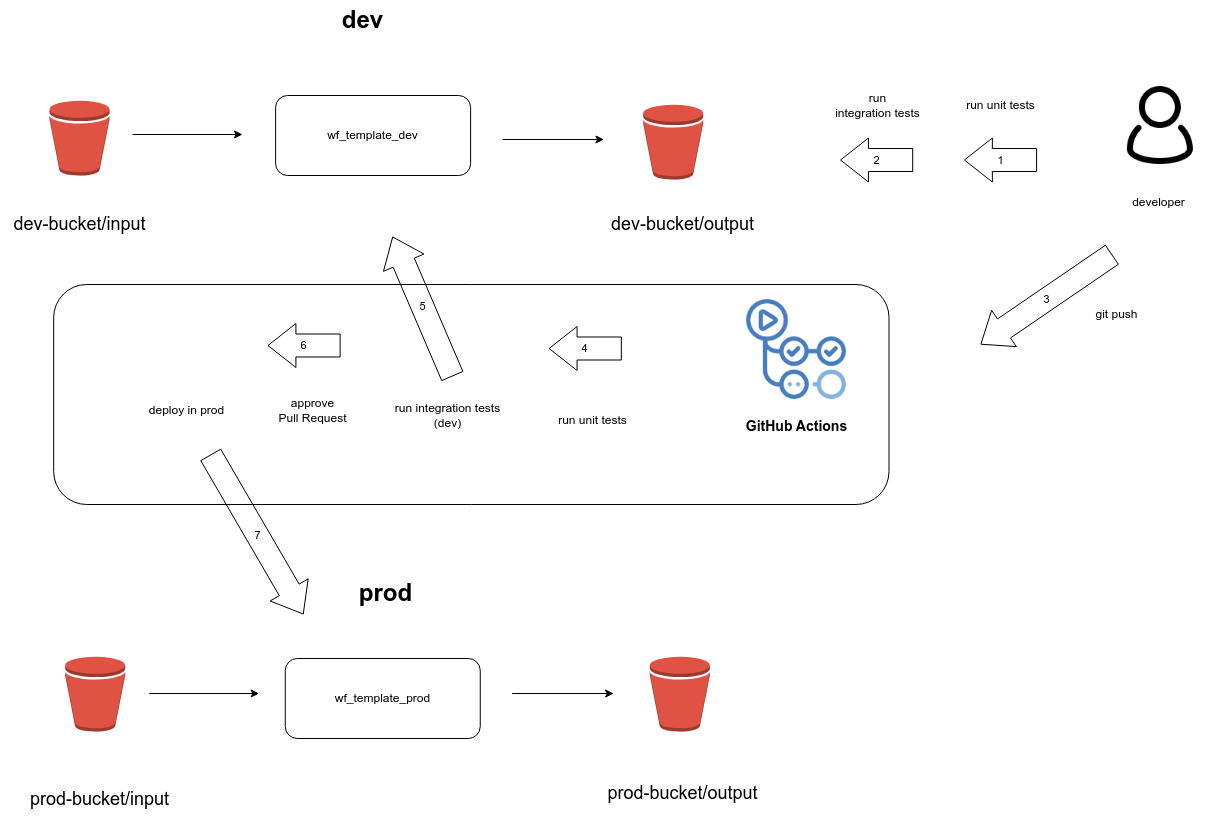 dev
run
integration tests
run unit tests
wf_template_dev
2
1
developer
dev-bucket/input
dev-bucket/output
3
git push
5
6
4
deploy in prod
approve
Pull Request
run integration tests
(dev)
run unit tests
GitHub Actions
7
prod
wf_template_prod
prod-bucket/input
prod-bucket/output